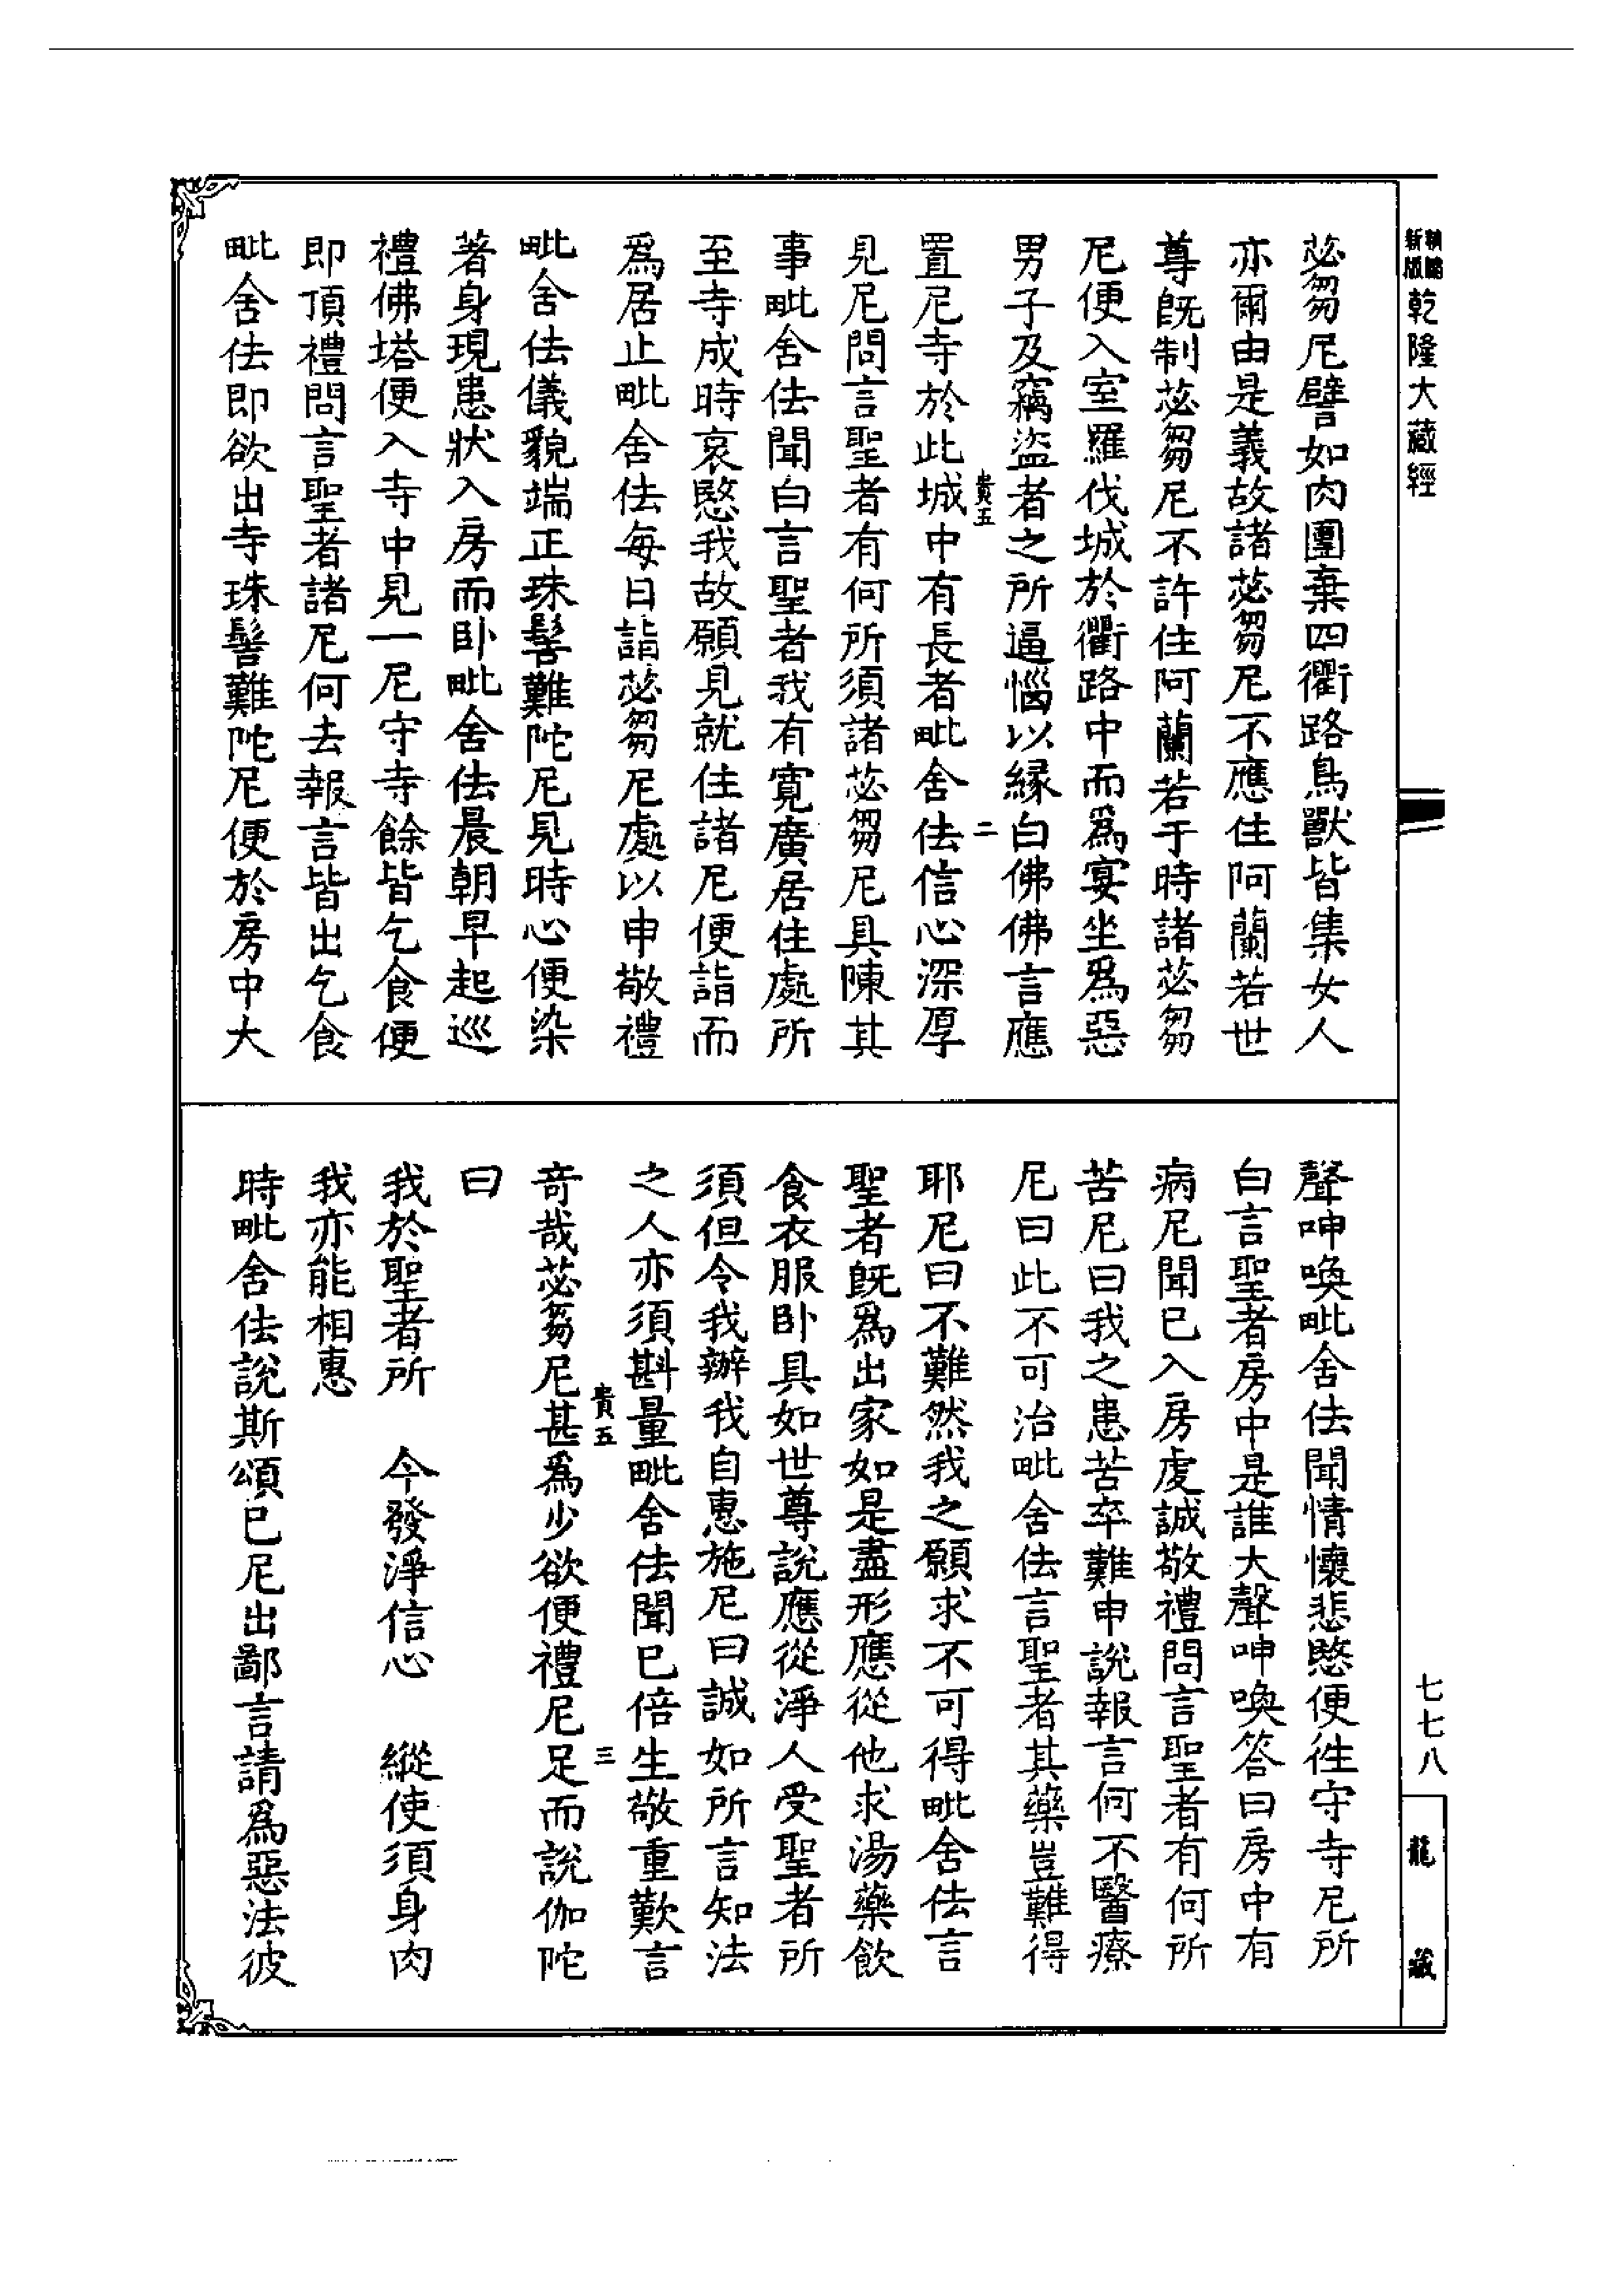 新版
乾隆大藏經
苾芻尼譬如肉團棄四衢路鳥獸皆集女人
亦爾由是義故諸苾芻尼不應住阿蘭若世
尊既制苾芻尼不許住阿蘭若于時諸苾芻
尼便入室羅伐城於衢路中而爲宴坐爲惡
男子及竊盜者之所逼惱以緣白佛佛言應
貴五 二
置尼寺於此城中有長者毗舍佉信心深厚
見尼問言聖者有何所須諸苾芻尼具陳其
事毗舍佉聞白言聖者我有寬廣居住處所
至寺成時哀愍我故願見就住諸尼便詣而
爲居止毗舍佉每日詣苾芻尼處以申敬禮
毗舍佉儀貌端正珠髻難陀尼見時心便染
著身現患狀入房而卧毗舍佉晨朝早起巡
禮佛塔便入寺中見一尼守寺餘皆乞食便
即頂禮問言聖者諸尼何去報言皆出乞食
毗舍佉即欲出寺珠髻難陀尼便於房中大
聲呻喚毗舍佉聞情懷悲愍便徃守寺尼所
白言聖者房中是誰大聲呻喚答曰房中有
病尼聞已入房虔誠敬禮問言聖者有何所
苦尼曰我之患苦卒難申說報言何不醫療
尼曰此不可治毗舍佉言聖者其藥豈難得
耶尼曰不難然我之願求不可得毗舍佉言
聖者既爲出家如是盡形應從他求湯藥飲
食衣服卧具如世尊說應從淨人受聖者所
須但令我辦我自惠施尼曰誠如所言知法
之人亦須斟量毗舍佉聞已倍生敬重歎言
貴五 三
奇哉苾芻尼甚爲少欲便禮尼足而說伽陀
曰
我於聖者所　今發淨信心　縱使須身肉
我亦能相惠
時毗舍佉說斯頌已尼出鄙言請爲惡法彼
七七八
龍藏